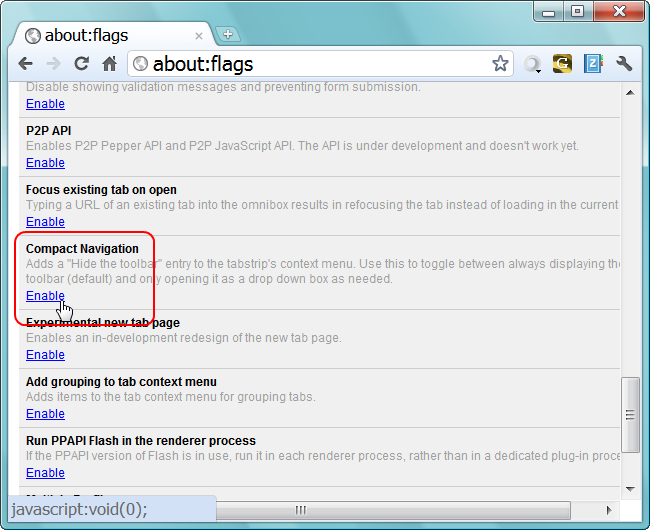 about:flags
about:flags
Disable showing validation messages and preventing form submission.
Enable
P2P API
Enables P2P Pepper API and P2P JavaScript API. The API is under development and doesn't work yet.
Enable
Focus existing tab on open
Typing a URL of an existing tab into the omnibox results in refocusing the tab instead of loading in the current
Enable
Compact Navigation
Adds a "Hide the toolbar" entry to the tabstrip's context menu. Use this to toggle between always displaying the
toolbar (default) and only opening it as a drop down box as needed.
Enable
Experimental new tab page
Enables an in-development redesign of the new tab page.
Enable
Add grouping to tab context menu
Adds items to the tab context menu for grouping tabs.
Enable
Run PPAPI Flash in the renderer process
If the PPAPI version of Flash is in use, run it in each renderer process, rather than in a dedicated plug-in proce
Enable
javascript:void(0);